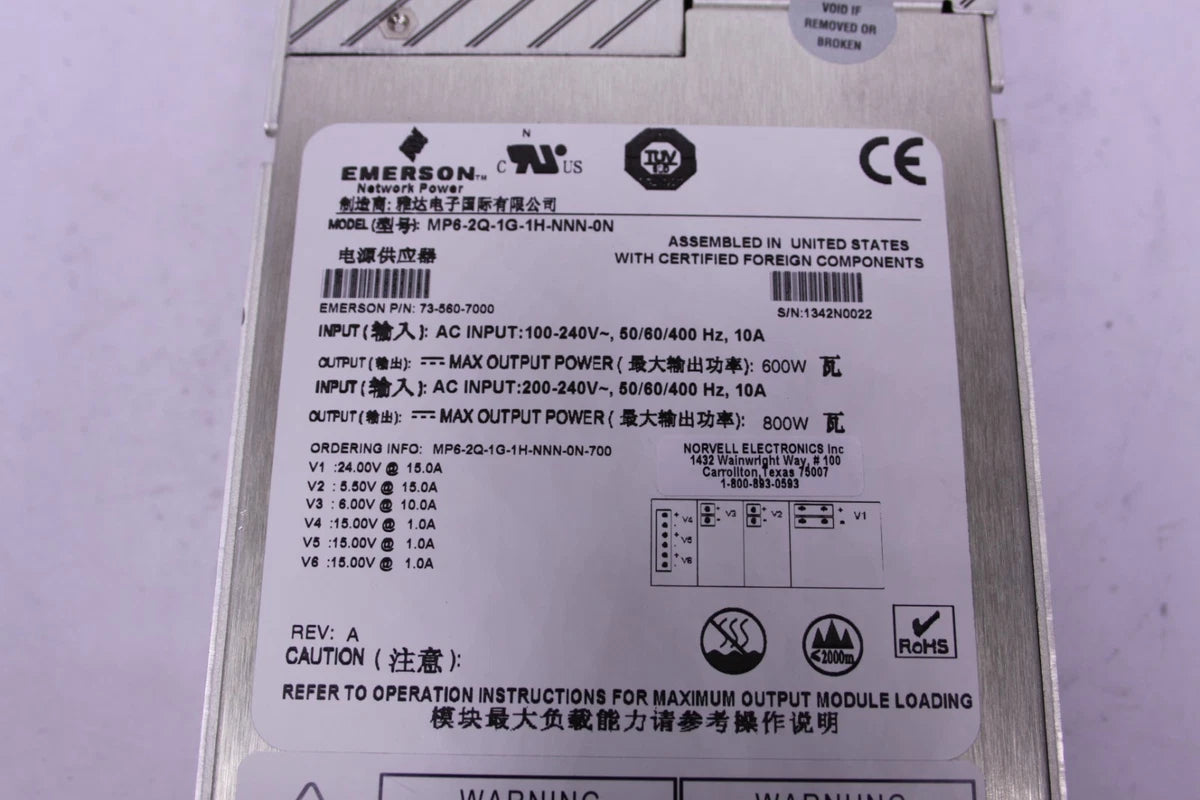 VOID IF
REMOVED OR
BROKEN
EMERSON™
Network Power
C UR US
N
TUV
CE
制造商: 雅达电子国际有限公司
MODEL (型号): MP6-2Q-1G-1H-NNN-0N
电源供应器
ASSEMBLED IN UNITED STATES
WITH CERTIFIED FOREIGN COMPONENTS
EMERSON P/N: 73-560-7000
S/N:1342N0022
INPUT (输入): AC INPUT:100-240V~, 50/60/400 Hz, 10A
OUTPUT (输出): MAX OUTPUT POWER (最大输出功率): 600W 瓦
INPUT (输入): AC INPUT:200-240V~, 50/60/400 Hz, 10A
OUTPUT (输出): MAX OUTPUT POWER (最大输出功率): 800W 瓦
ORDERING INFO: MP6-2Q-1G-1H-NNN-0N-700
V1 :24.00V @ 15.0A
V2 : 5.50V @ 15.0A
V3 : 6.00V @ 10.0A
V4 :15.00V @ 1.0A
V5 :15.00V @ 1.0A
V6 :15.00V @ 1.0A
NORVELL ELECTRONICS Inc
1432 Wainwright Way, # 100
Carrollton, Texas 75007
1-800-893-0593
+ V4 -
+ V5 -
+ V6 -
+ V3 -
+ V2 -
+ V1 -
REV: A
≤2000m
RoHS
CAUTION (注意):
REFER TO OPERATION INSTRUCTIONS FOR MAXIMUM OUTPUT MODULE LOADING
模块最大负载能力请参考操作说明
WARNING
WARNUNG